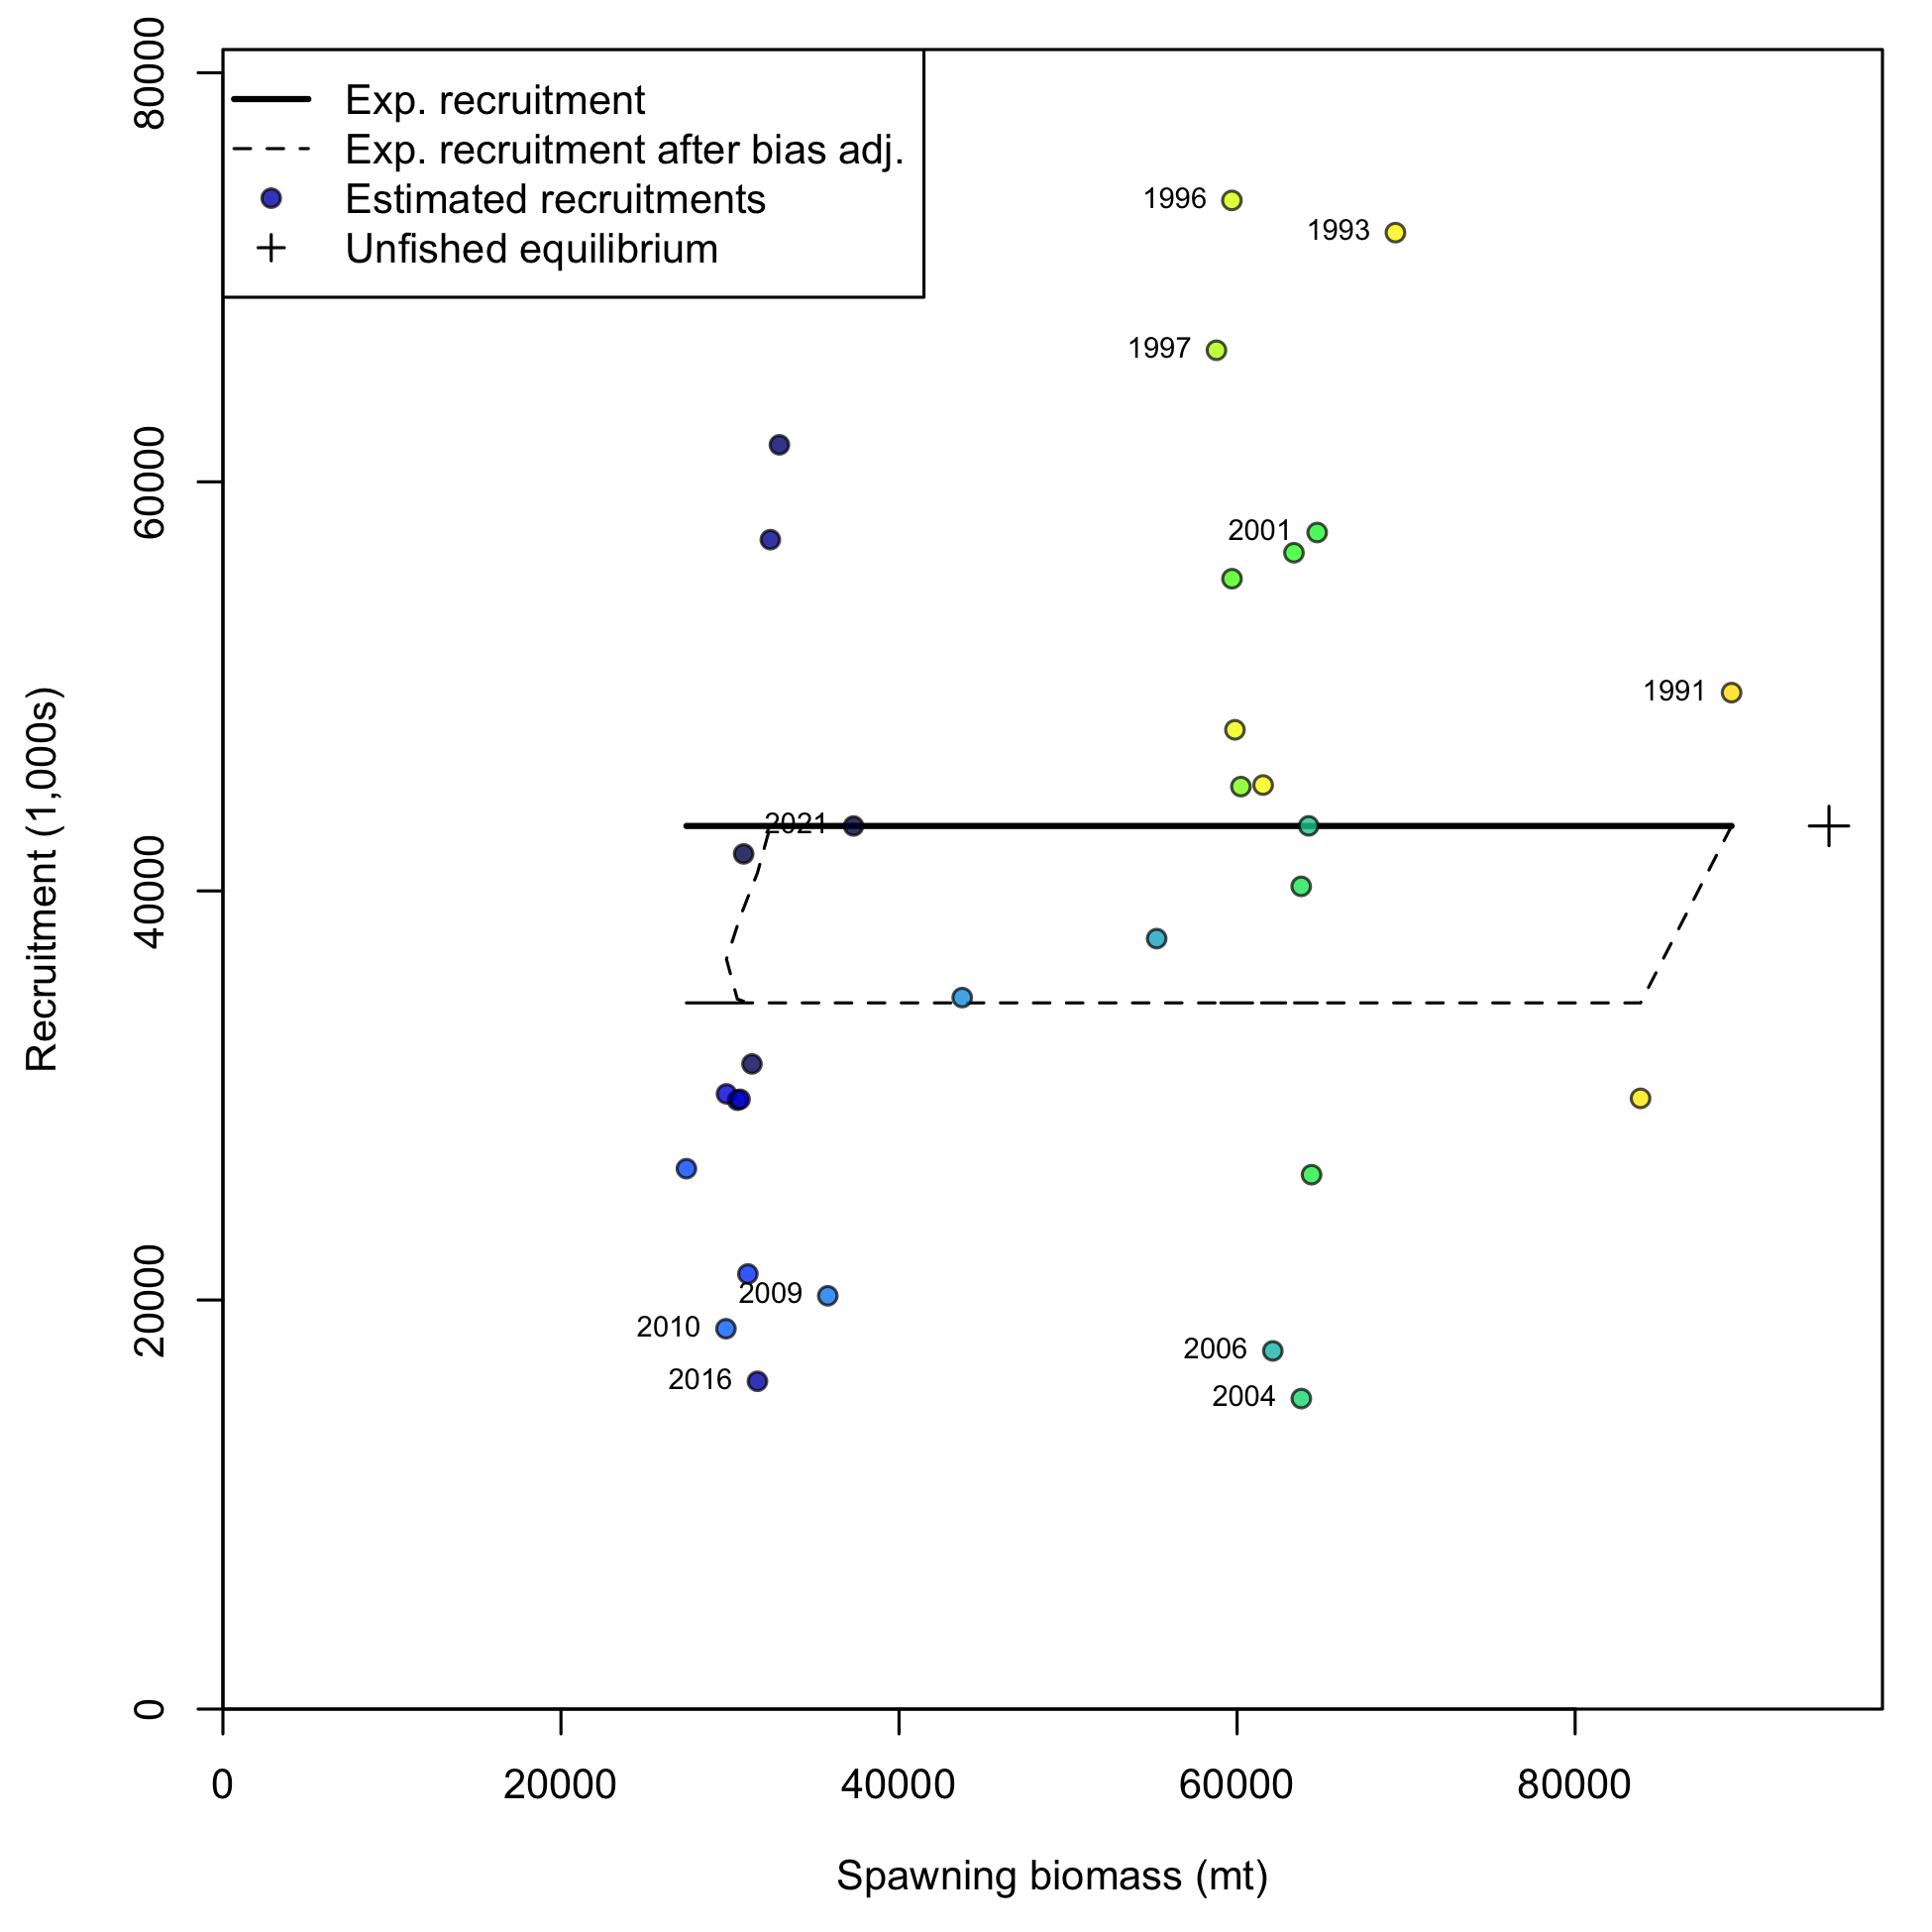 Exp. recruitment
Exp. recruitment after bias adj.
Estimated recruitments
Unfished equilibrium
1996
1993
1997
2001
1991
2021
2009
2010
2006
2016
2004
80000
60000
40000
20000
0
Recruitment (1,000s)
0 20000 40000 60000 80000
Spawning biomass (mt)